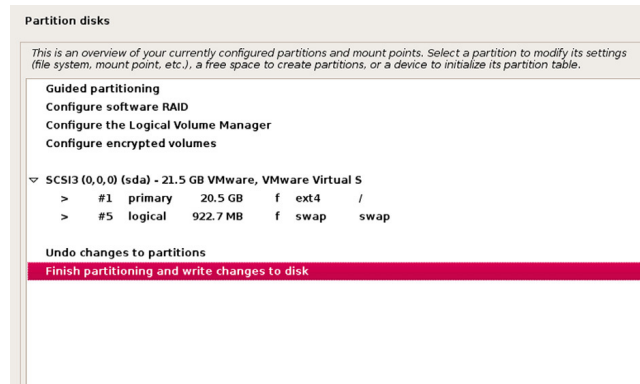 Partition disks
This is an overview of your currently configured partitions and mount points. Select a partition to modify its settings
(file system, mount point, etc.), a free space to create partitions, or a device to initialize its partition table.
Guided partitioning
Configure software RAID
Configure the Logical Volume Manager
Configure encrypted volumes
SCSI3 (0,0,0) (sda) - 21.5 GB VMware, VMware Virtual S
> #1 primary 20.5 GB f ext4 /
> #5 logical 922.7 MB f swap swap
Undo changes to partitions
Finish partitioning and write changes to disk